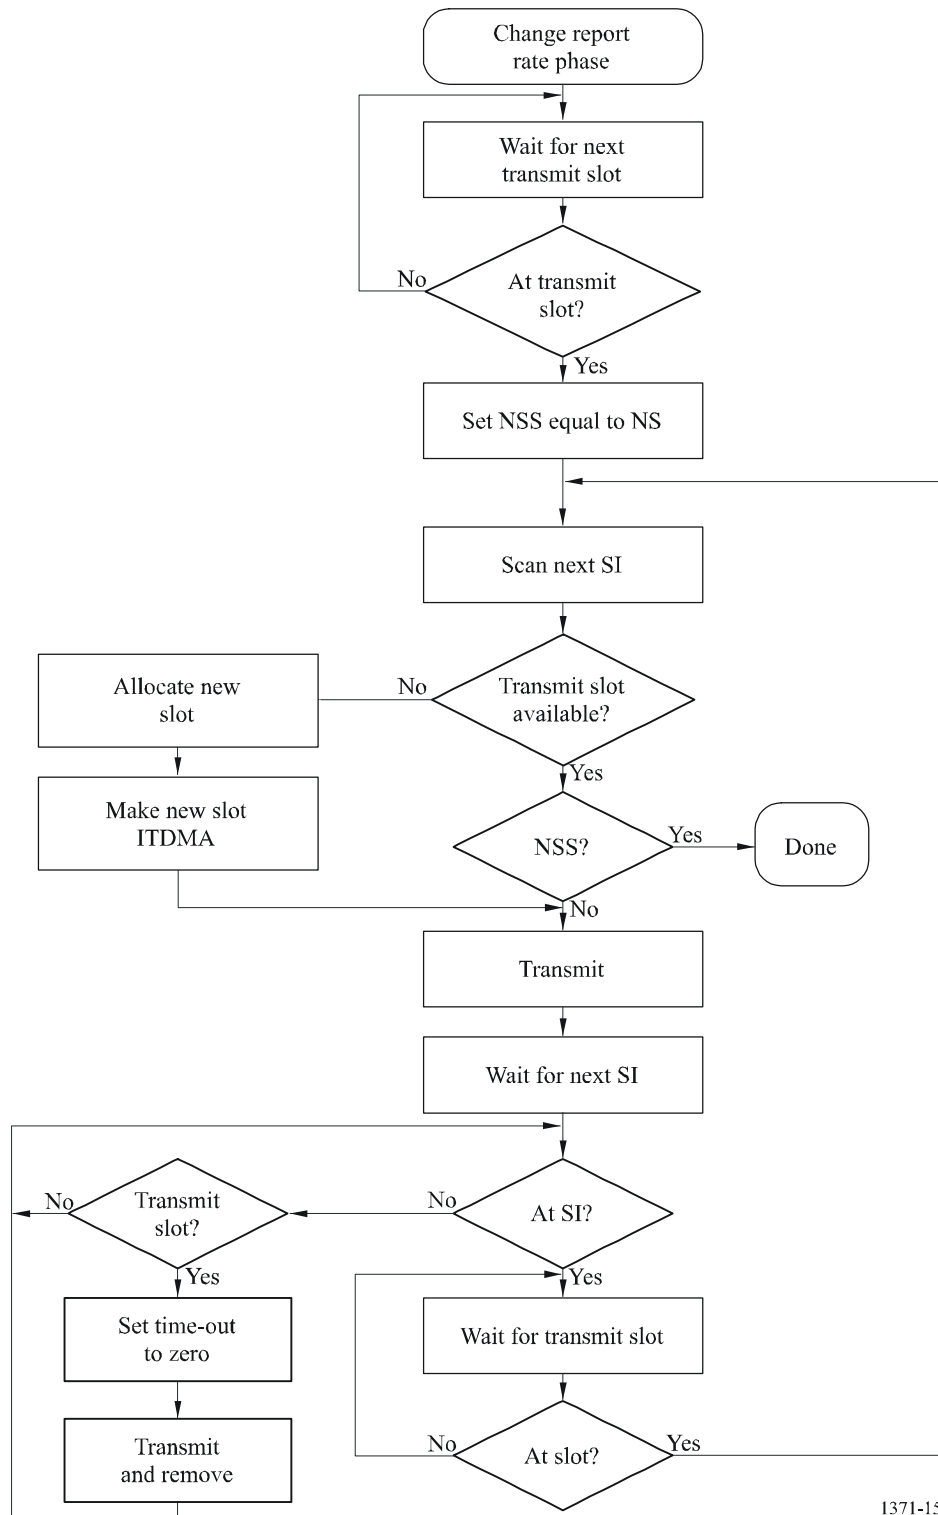 Change report
rate phase
Wait for next
transmit slot
No
At transmit
slot?
Yes
Set NSS equal to NS
Scan next SI
Allocate new
slot
No
Transmit slot
available?
Yes
Make new slot
ITDMA
NSS?
Yes
Done
No
Transmit
Wait for next SI
No
Transmit
slot?
No
At SI?
Yes
Yes
Set time-out
to zero
Wait for transmit slot
Transmit
and remove
No
At slot?
Yes
1371-15